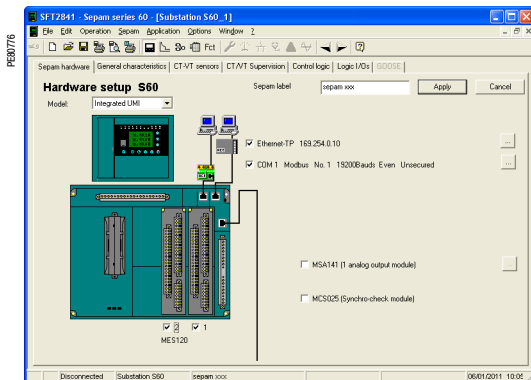 PE80776
SFT2841 - Sepam series 60 - [Substation S60_1]
File Edit Operation Sepam Application Options Window ?
Fct
Sepam hardware General characteristics CT-VT sensors CT/VT Supervision Control logic Logic I/Os GOOSE
Hardware setup S60
Sepam label sepam xxx Apply Cancel
Model: Integrated UMI
Ethernet-TP 169.254.0.10 ...
COM 1 Modbus No. 1 19200Bauds Even Unsecured ...
MSA141 (1 analog output module) ...
MCS025 (Synchro-check module)
2 1
MES120
Disconnected Substation S60 sepam xxx 06/01/2011 10:05